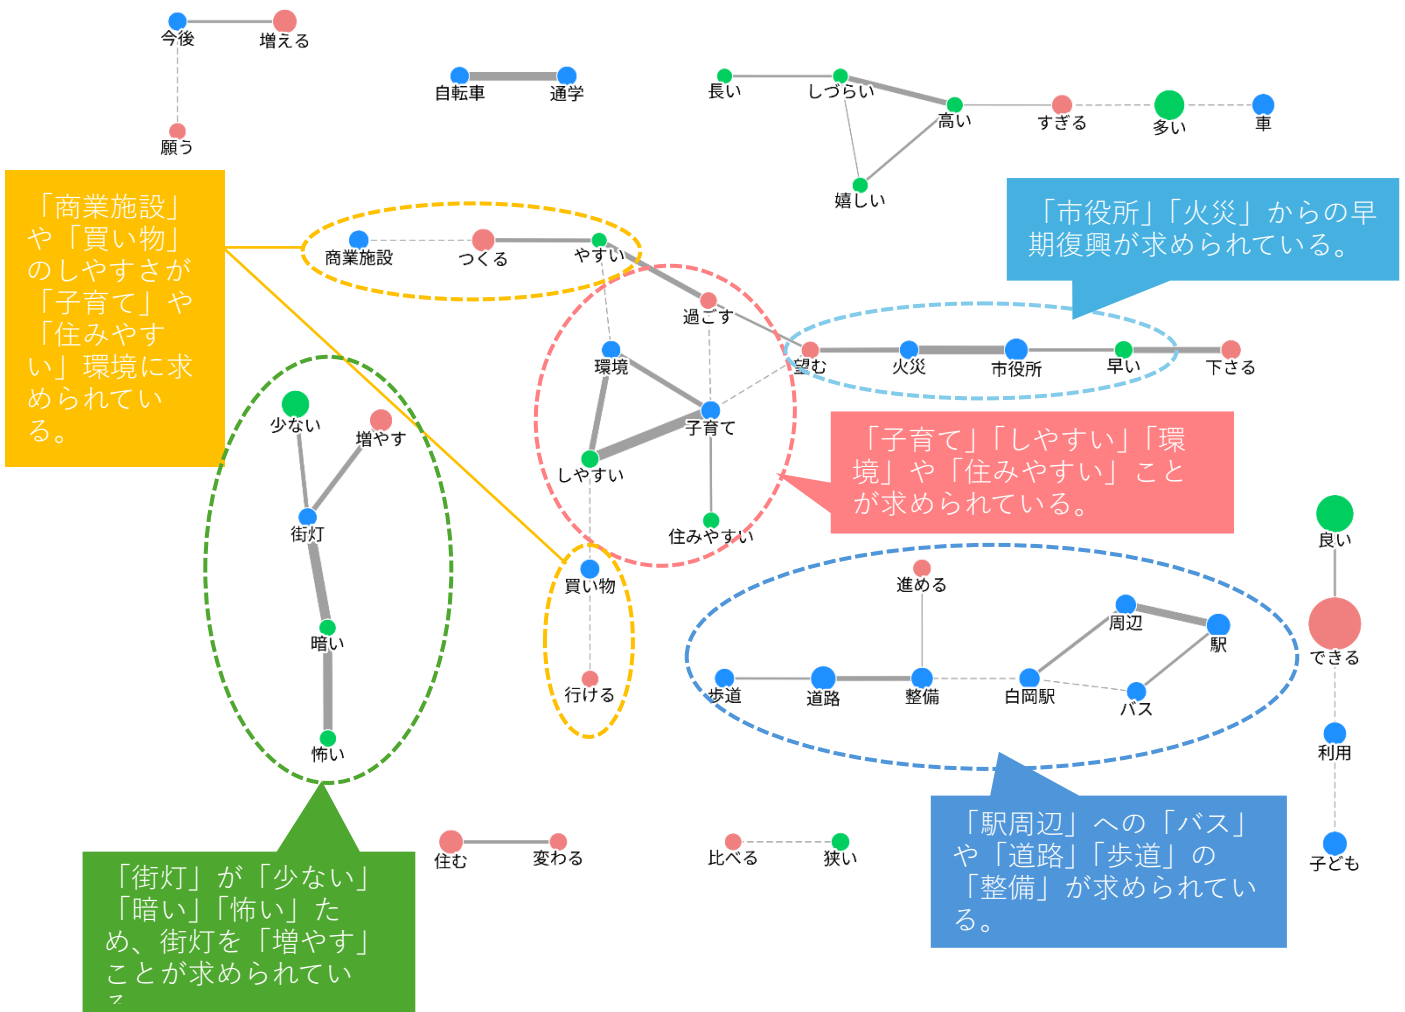 今後
増える
願う
自転車
通学
長い
しづらい
高い
すぎる
多い
車
嬉しい
「商業施設」
や「買い物」
のしやすさが
「子育て」や
「住みやす
い」環境に求
められてい
る。
商業施設
つくる
やすい
過ごす
環境
子育て
しやすい
住みやすい
「市役所」「火災」からの早
期復興が求められている。
望む
火災
市役所
早い
下さる
「子育て」「しやすい」「環
境」や「住みやすい」こと
が求められている。
少ない
増やす
街灯
暗い
怖い
買い物
行ける
進める
周辺
駅
歩道
道路
整備
白岡駅
バス
良い
できる
利用
子ども
「街灯」が「少ない」
「暗い」「怖い」た
め、街灯を「増やす」
ことが求められてい
る
住む
変わる
比べる
狭い
「駅周辺」への「バス」
や「道路」「歩道」の
「整備」が求められてい
る。